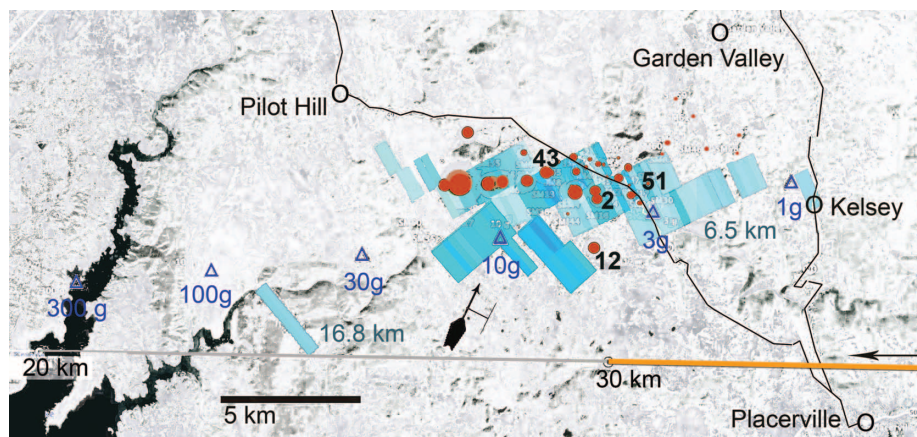 Garden Valley
Pilot Hill
43
51
2
1g
Kelsey
3g
6.5 km
12
10g
30g
100g
300 g
16.8 km
20 km
30 km
5 km
Placerville